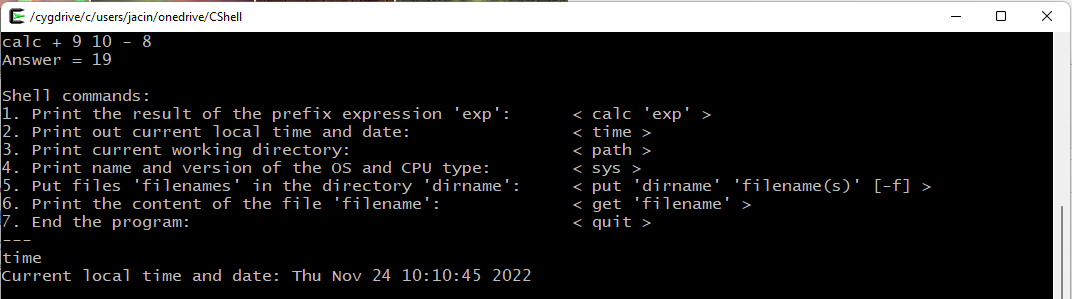 /cygdrive/c/users/jacin/onedrive/CShell
calc + 9 10 - 8
Answer = 19

Shell commands:
1. Print the result of the prefix expression 'exp':      < calc 'exp' >
2. Print out current local time and date:                < time >
3. Print current working directory:                      < path >
4. Print name and version of the OS and CPU type:        < sys >
5. Put files 'filenames' in the directory 'dirname':     < put 'dirname' 'filename(s)' [-f] >
6. Print the content of the file 'filename':             < get 'filename' >
7. End the program:                                      < quit >
---
time
Current local time and date: Thu Nov 24 10:10:45 2022